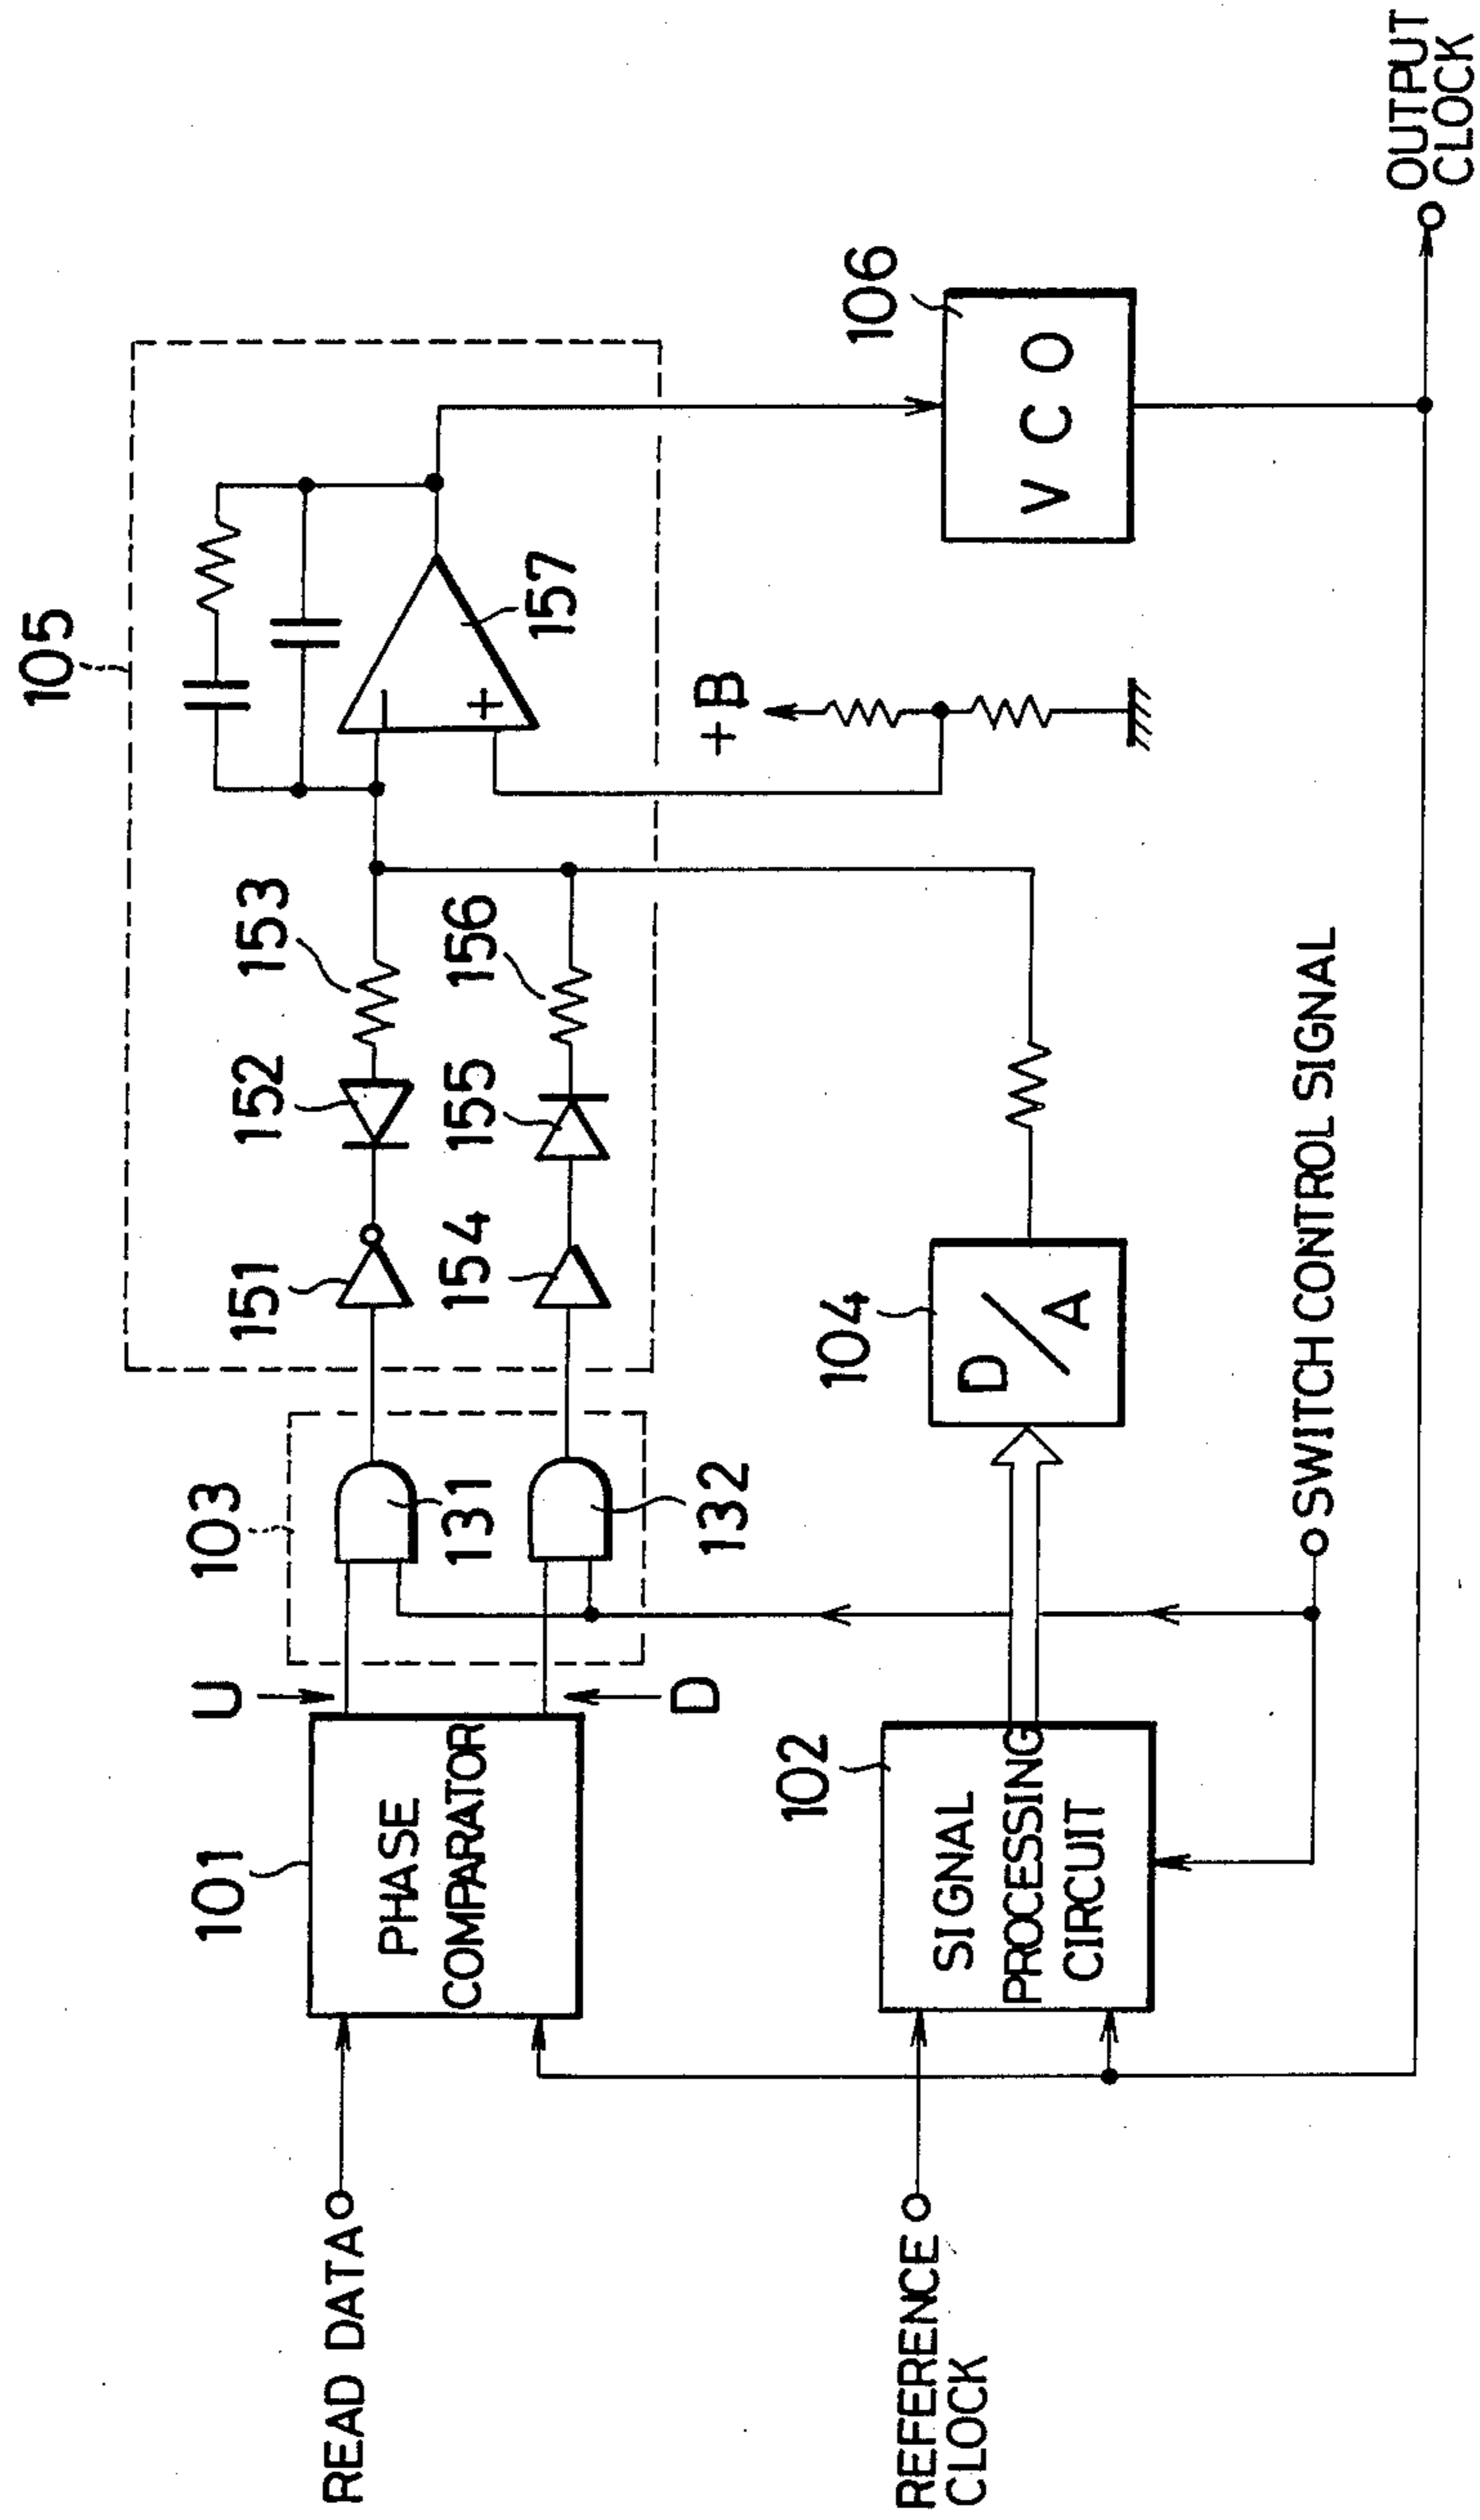 105
103
153
152
151
157
101
U
131
156
155
154
106
READ DATA
PHASE
COMPARATOR
D
132
+B
−
+
V C O
102
104
REFERENCE
CLOCK
SIGNAL
PROCESSING
CIRCUIT
D/A
SWITCH CONTROL SIGNAL
OUTPUT
CLOCK